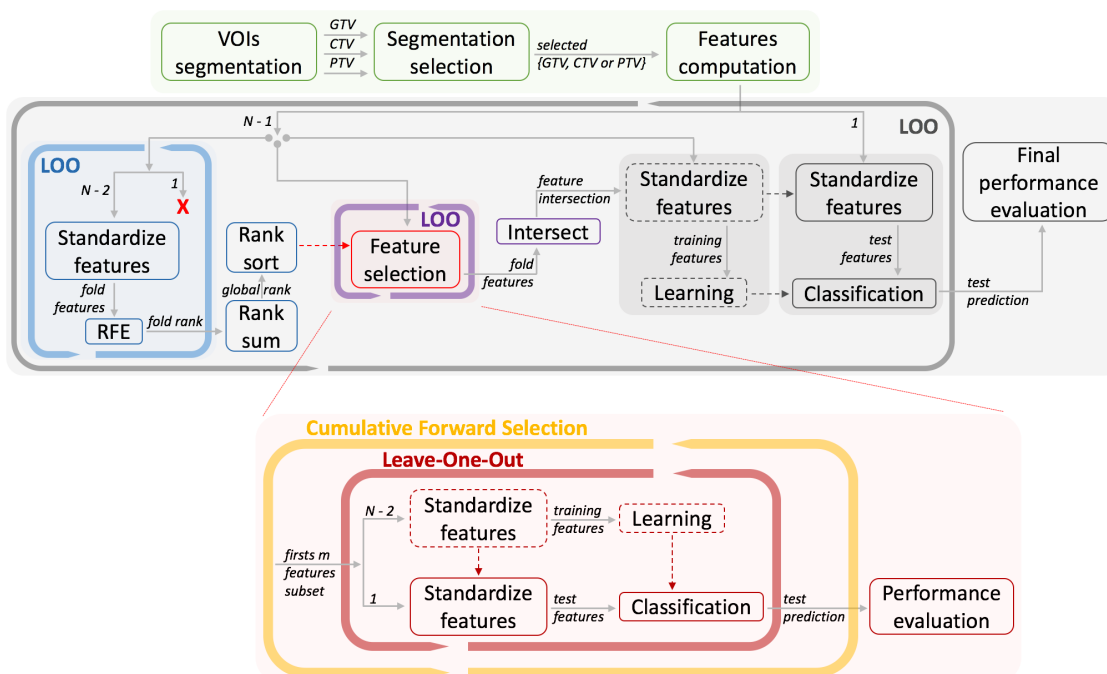 VOIs
segmentation
GTV
CTV
PTV
Segmentation
selection
selected
{GTV, CTV or PTV}
Features
computation
N - 1
1
LOO
LOO
N - 2
1
X
Standardize
features
fold
features
RFE
fold rank
Rank
sort
global rank
Rank
sum
LOO
Feature
selection
fold
features
Intersect
feature
intersection
Standardize
features
training
features
Learning
Standardize
features
test
features
Classification
test
prediction
Final
performance
evaluation
Cumulative Forward Selection
Leave-One-Out
firsts m
features
subset
N - 2
1
Standardize
features
training
features
Learning
Standardize
features
test
features
Classification
test
prediction
Performance
evaluation